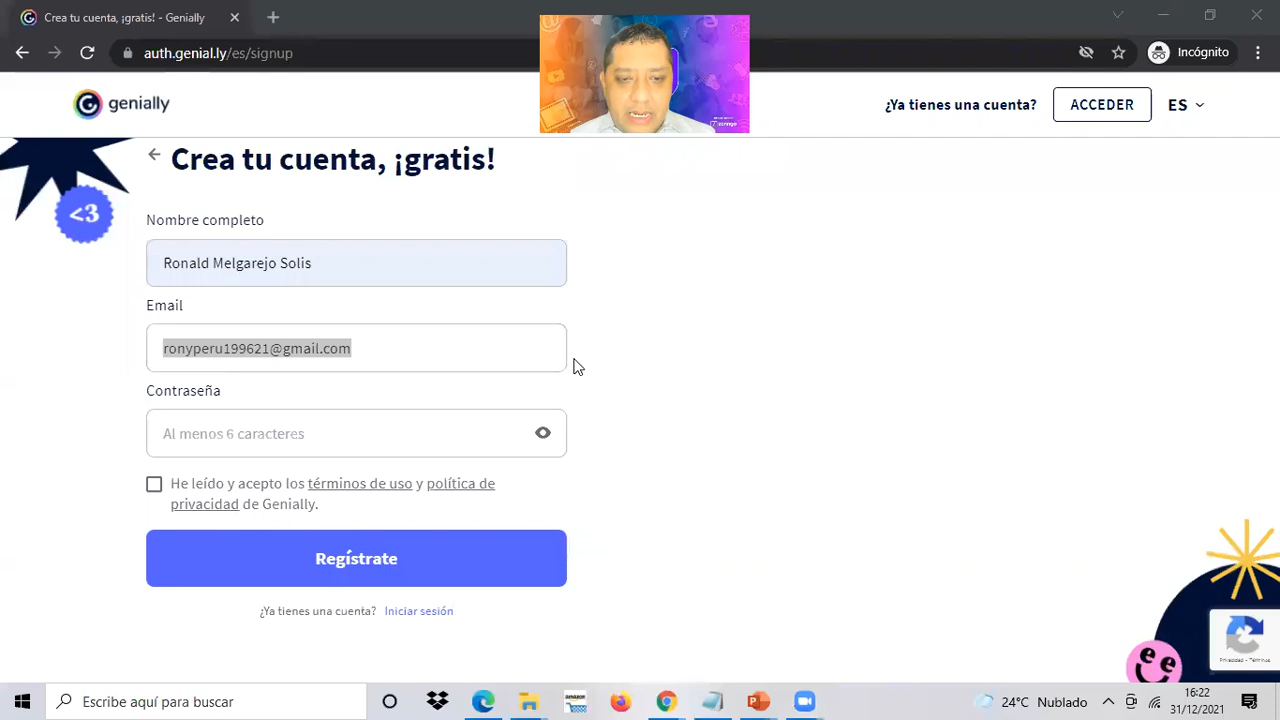 Crea tu cuenta, ¡gratis! - Genially
auth.genial.ly/es/signup
Incógnito
genially
¿Ya tienes una cuenta?
ACCEDER
ES
Crea tu cuenta, ¡gratis!
<3
Nombre completo
Ronald Melgarejo Solis
Email
ronyperu199621@gmail.com
Contraseña
Al menos 6 caracteres
He leído y acepto los términos de uso y política de
privacidad de Genially.
Regístrate
¿Ya tienes una cuenta? Iniciar sesión
Privacidad - Términos
Escribe aquí para buscar
24°C Nublado
16:22
31/12/2021